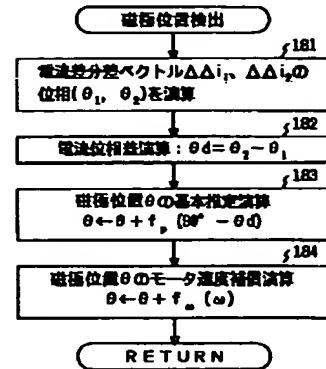 磁極位置検出
181
電流差分差ベクトルΔΔi₁、ΔΔi₂の
位相(θ₁, θ₂)を演算
182
電流位相差演算:θd=θ₂-θ₁
183
磁極位置θの基本推定演算
θ←θ+fₚ(90°-θd)
184
磁極位置θのモータ速度補償演算
θ←θ+fω(ω)
RETURN